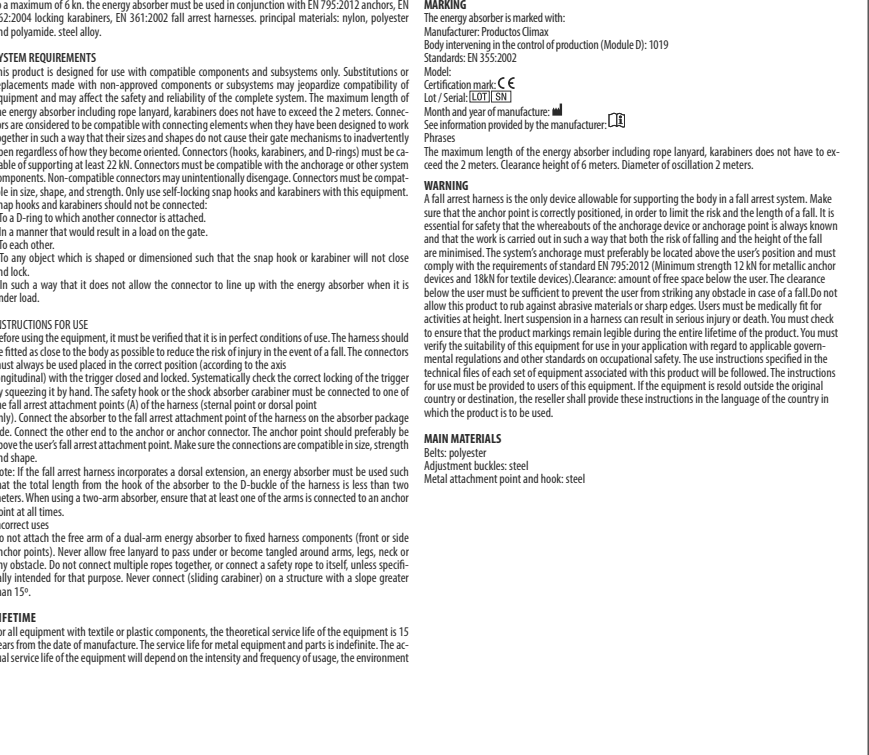 o a maximum of 6 kn. the energy absorber must be used in conjunction with EN 795:2012 anchors, EN
62:2004 locking karabiners, EN 361:2002 fall arrest harnesses. principal materials: nylon, polyester
nd polyamide. steel alloy.
YSTEM REQUIREMENTS
his product is designed for use with compatible components and subsystems only. Substitutions or
eplacements made with non-approved components or subsystems may jeopardize compatibility of
quipment and may affect the safety and reliability of the complete system. The maximum length of
he energy absorber including rope lanyard, karabiners does not have to exceed the 2 meters. Connec-
ors are considered to be compatible with connecting elements when they have been designed to work
ogether in such a way that their sizes and shapes do not cause their gate mechanisms to inadvertently
pen regardless of how they become oriented. Connectors (hooks, karabiners, and D-rings) must be ca-
able of supporting at least 22 kN. Connectors must be compatible with the anchorage or other system
omponents. Non-compatible connectors may unintentionally disengage. Connectors must be compat-
ble in size, shape, and strength. Only use self-locking snap hooks and karabiners with this equipment.
nap hooks and karabiners should not be connected:
To a D-ring to which another connector is attached.
In a manner that would result in a load on the gate.
To each other.
To any object which is shaped or dimensioned such that the snap hook or karabiner will not close
nd lock.
In such a way that it does not allow the connector to line up with the energy absorber when it is
nder load.
NSTRUCTIONS FOR USE
efore using the equipment, it must be verified that it is in perfect conditions of use. The harness should
e fitted as close to the body as possible to reduce the risk of injury in the event of a fall. The connectors
ust always be used placed in the correct position (according to the axis
ongitudinal) with the trigger closed and locked. Systematically check the correct locking of the trigger
y squeezing it by hand. The safety hook or the shock absorber carabiner must be connected to one of
he fall arrest attachment points (A) of the harness (sternal point or dorsal point
nly). Connect the absorber to the fall arrest attachment point of the harness on the absorber package
ide. Connect the other end to the anchor or anchor connector. The anchor point should preferably be
bove the user's fall arrest attachment point. Make sure the connections are compatible in size, strength
nd shape.
ote: If the fall arrest harness incorporates a dorsal extension, an energy absorber must be used such
hat the total length from the hook of the absorber to the D-buckle of the harness is less than two
eters. When using a two-arm absorber, ensure that at least one of the arms is connected to an anchor
oint at all times.
ncorrect uses
o not attach the free arm of a dual-arm energy absorber to fixed harness components (front or side
nchor points). Never allow free lanyard to pass under or become tangled around arms, legs, neck or
ny obstacle. Do not connect multiple ropes together, or connect a safety rope to itself, unless specifi-
ally intended for that purpose. Never connect (sliding carabiner) on a structure with a slope greater
han 15º.
IFETIME
or all equipment with textile or plastic components, the theoretical service life of the equipment is 15
ears from the date of manufacture. The service life for metal equipment and parts is indefinite. The ac-
ual service life of the equipment will depend on the intensity and frequency of usage, the environment
MARKING
The energy absorber is marked with:
Manufacturer: Productos Climax
Body intervening in the control of production (Module D): 1019
Standards: EN 355:2002
Model:
Certification mark: CE
Lot / Serial: LOT SN
Month and year of manufacture:
See information provided by the manufacturer:
Phrases
The maximum length of the energy absorber including rope lanyard, karabiners does not have to ex-
ceed the 2 meters. Clearance height of 6 meters. Diameter of oscillation 2 meters.
WARNING
A fall arrest harness is the only device allowable for supporting the body in a fall arrest system. Make
sure that the anchor point is correctly positioned, in order to limit the risk and the length of a fall. It is
essential for safety that the whereabouts of the anchorage device or anchorage point is always known
and that the work is carried out in such a way that both the risk of falling and the height of the fall
are minimised. The system's anchorage must preferably be located above the user's position and must
comply with the requirements of standard EN 795:2012 (Minimum strength 12 kN for metallic anchor
devices and 18kN for textile devices).Clearance: amount of free space below the user. The clearance
below the user must be sufficient to prevent the user from striking any obstacle in case of a fall.Do not
allow this product to rub against abrasive materials or sharp edges. Users must be medically fit for
activities at height. Inert suspension in a harness can result in serious injury or death. You must check
to ensure that the product markings remain legible during the entire lifetime of the product. You must
verify the suitability of this equipment for use in your application with regard to applicable govern-
mental regulations and other standards on occupational safety. The use instructions specified in the
technical files of each set of equipment associated with this product will be followed. The instructions
for use must be provided to users of this equipment. If the equipment is resold outside the original
country or destination, the reseller shall provide these instructions in the language of the country in
which the product is to be used.
MAIN MATERIALS
Belts: polyester
Adjustment buckles: steel
Metal attachment point and hook: steel